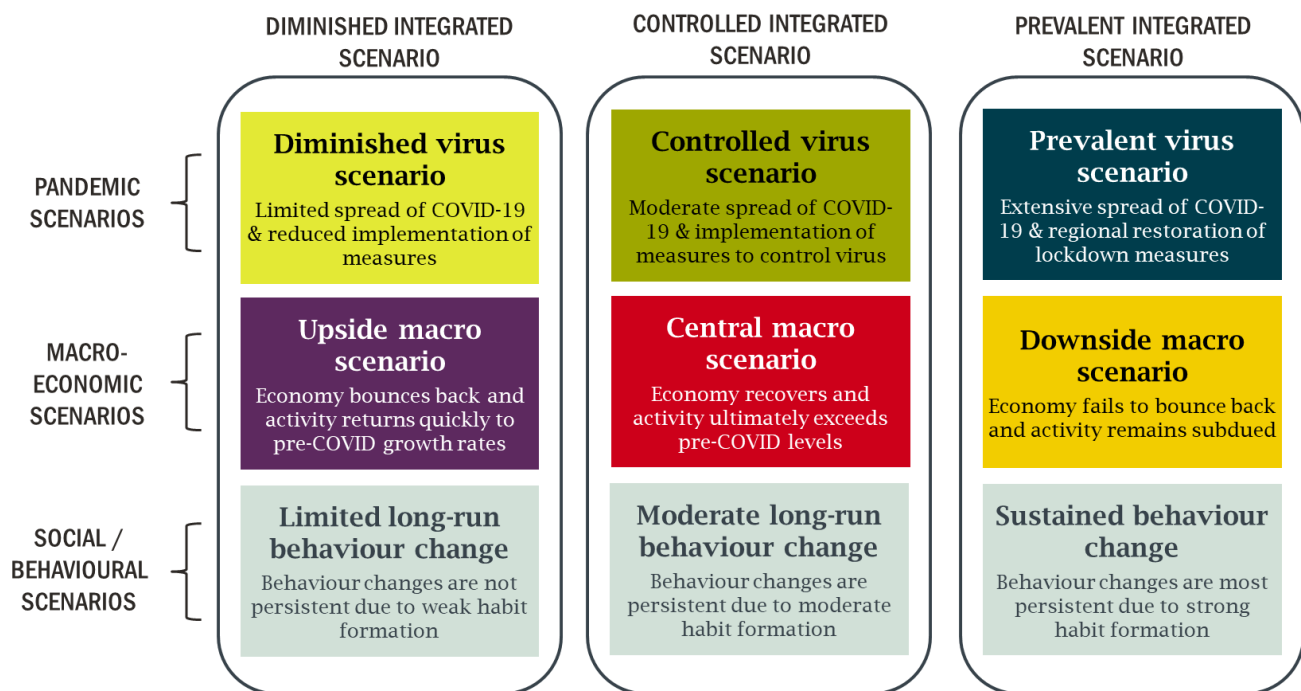 DIMINISHED INTEGRATED
SCENARIO
CONTROLLED INTEGRATED
SCENARIO
PREVALENT INTEGRATED
SCENARIO
PANDEMIC
SCENARIOS
Diminished virus
scenario
Limited spread of COVID-19
& reduced implementation of
measures
Controlled virus
scenario
Moderate spread of COVID-
19 & implementation of
measures to control virus
Prevalent virus
scenario
Extensive spread of COVID-
19 & regional restoration of
lockdown measures
MACRO-
ECONOMIC
SCENARIOS
Upside macro
scenario
Economy bounces back and
activity returns quickly to
pre-COVID growth rates
Central macro
scenario
Economy recovers and
activity ultimately exceeds
pre-COVID levels
Downside macro
scenario
Economy fails to bounce back
and activity remains subdued
SOCIAL /
BEHAVIOURAL
SCENARIOS
Limited long-run
behaviour change
Behaviour changes are not
persistent due to weak habit
formation
Moderate long-run
behaviour change
Behaviour changes are
persistent due to moderate
habit formation
Sustained behaviour
change
Behaviour changes are most
persistent due to strong
habit formation